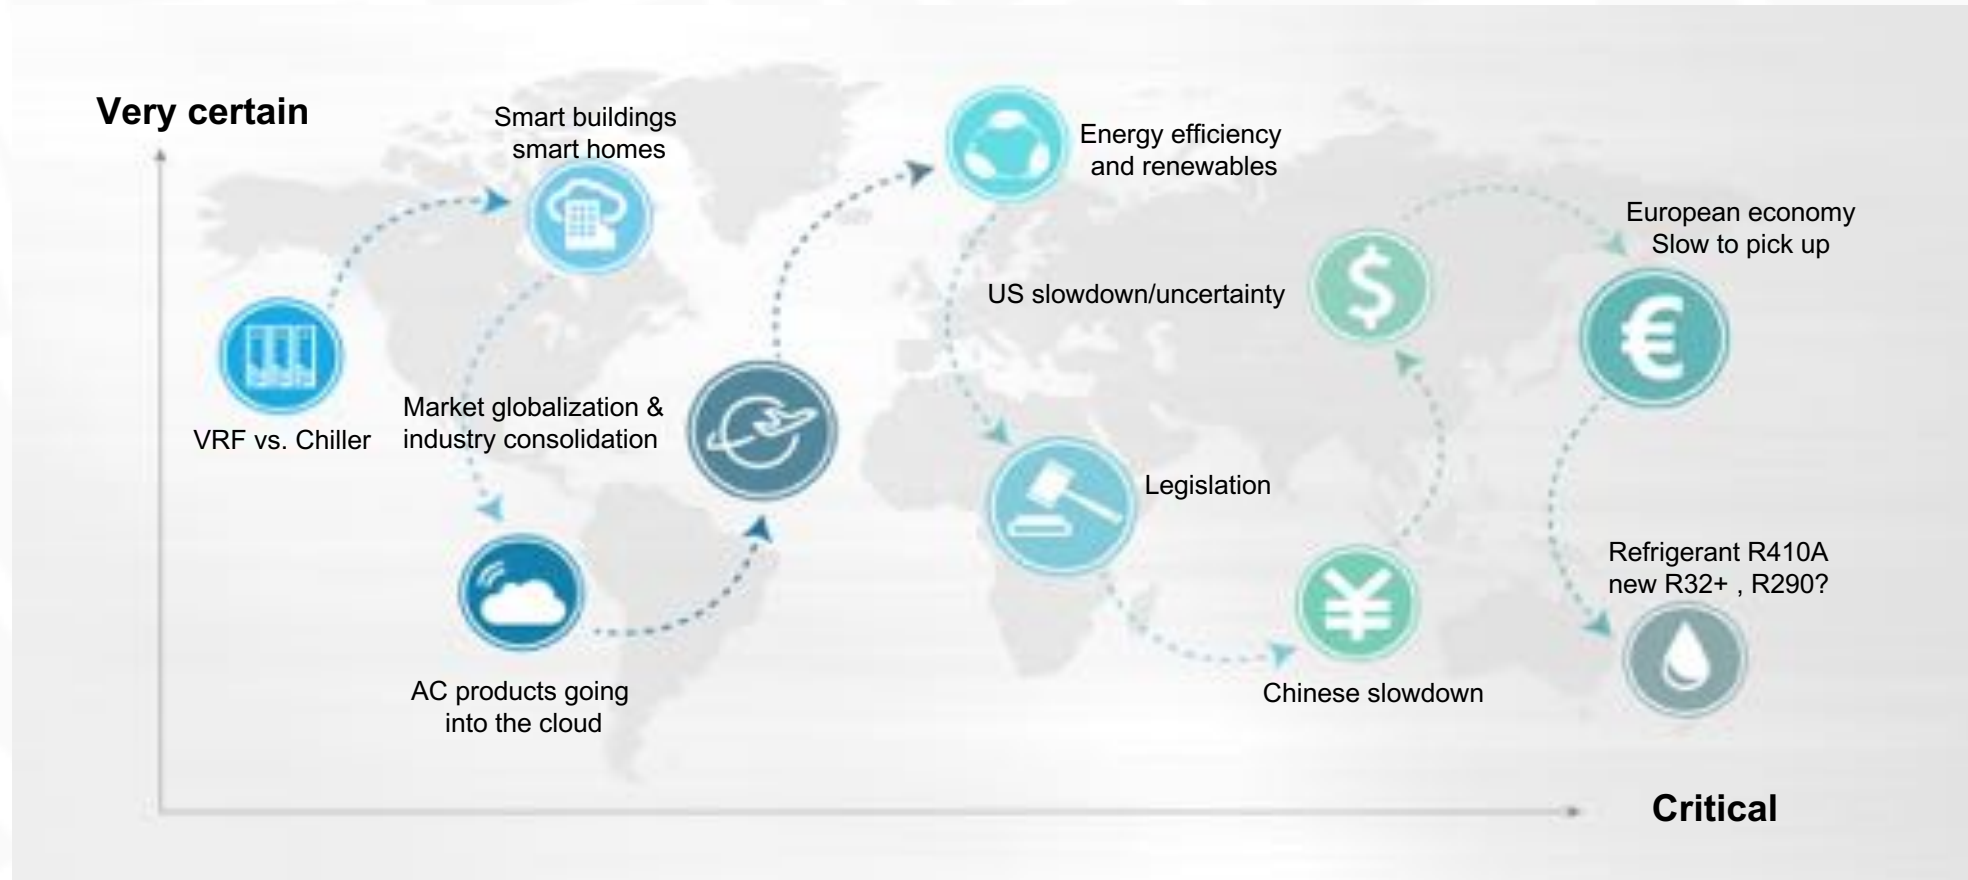 Very certain
Smart buildings
smart homes
Energy efficiency
and renewables
European economy
Slow to pick up
US slowdown/uncertainty
Market globalization &
industry consolidation
VRF vs. Chiller
Legislation
Refrigerant R410A
new R32+ , R290?
AC products going
into the cloud
Chinese slowdown
Critical